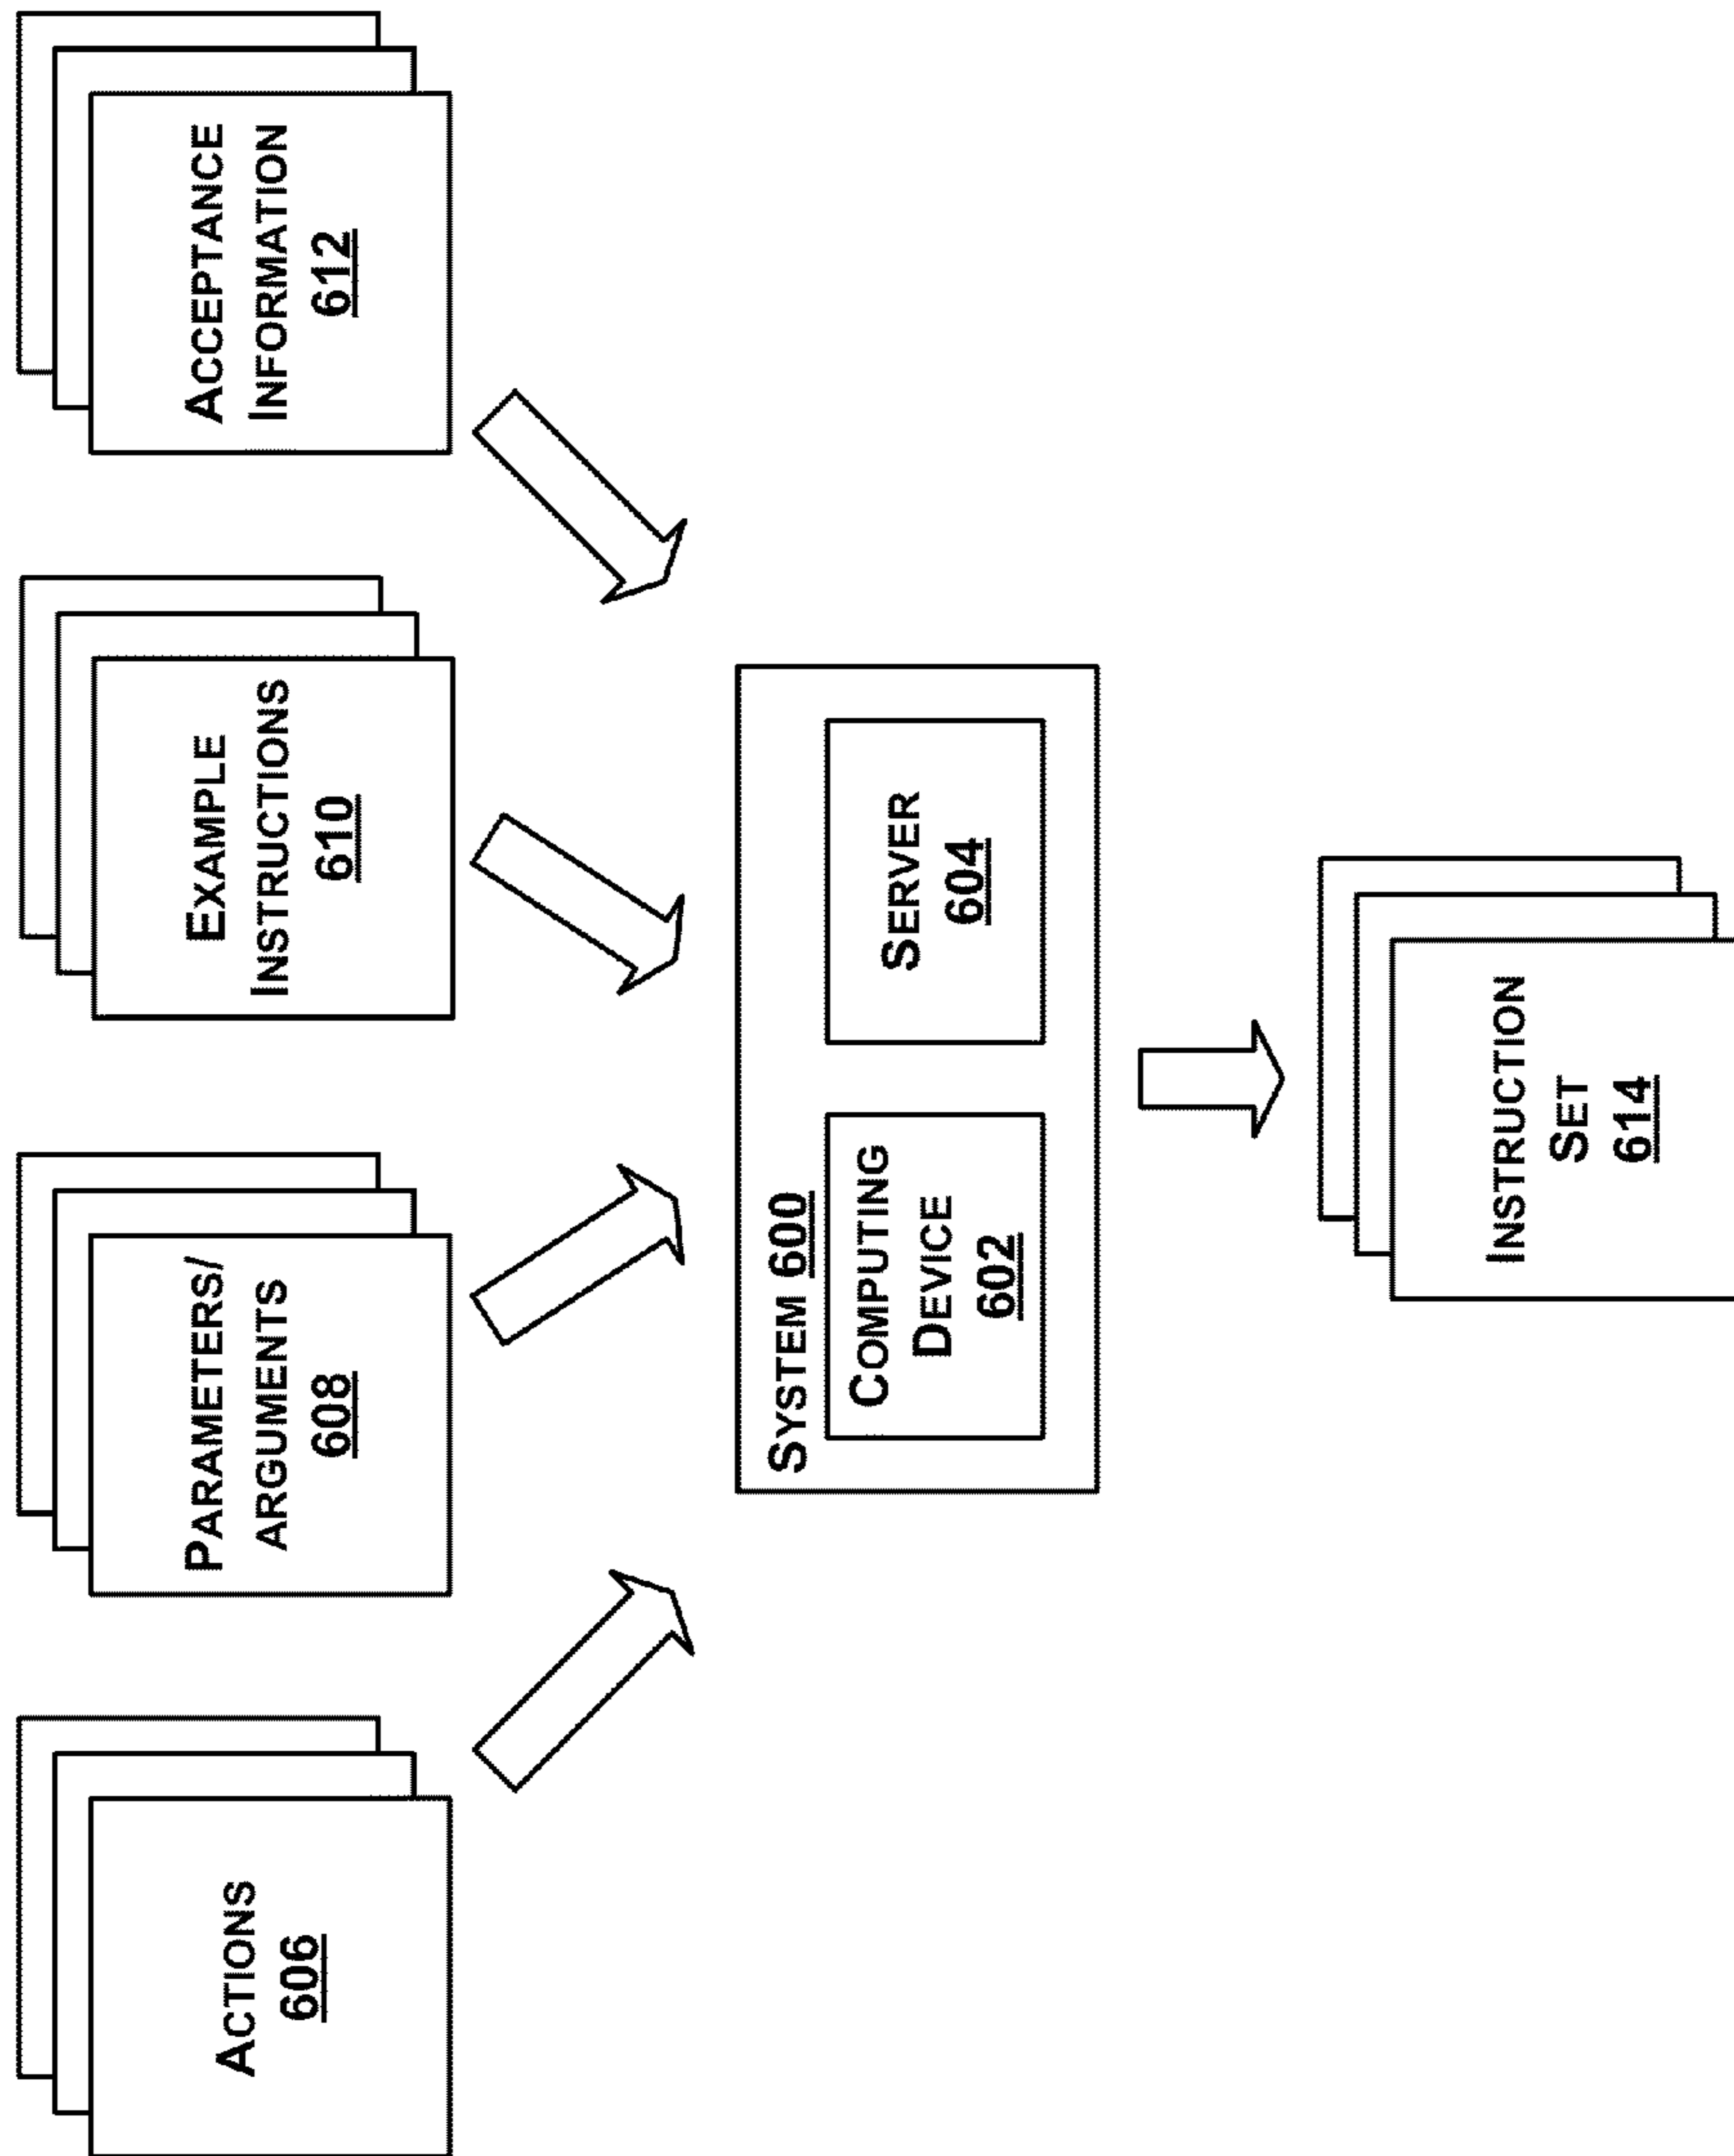 ACTIONS
606
PARAMETERS/
ARGUMENTS
608
EXAMPLE
INSTRUCTIONS
610
ACCEPTANCE
INFORMATION
612
SYSTEM 600
COMPUTING
DEVICE
602
SERVER
604
INSTRUCTION
SET
614